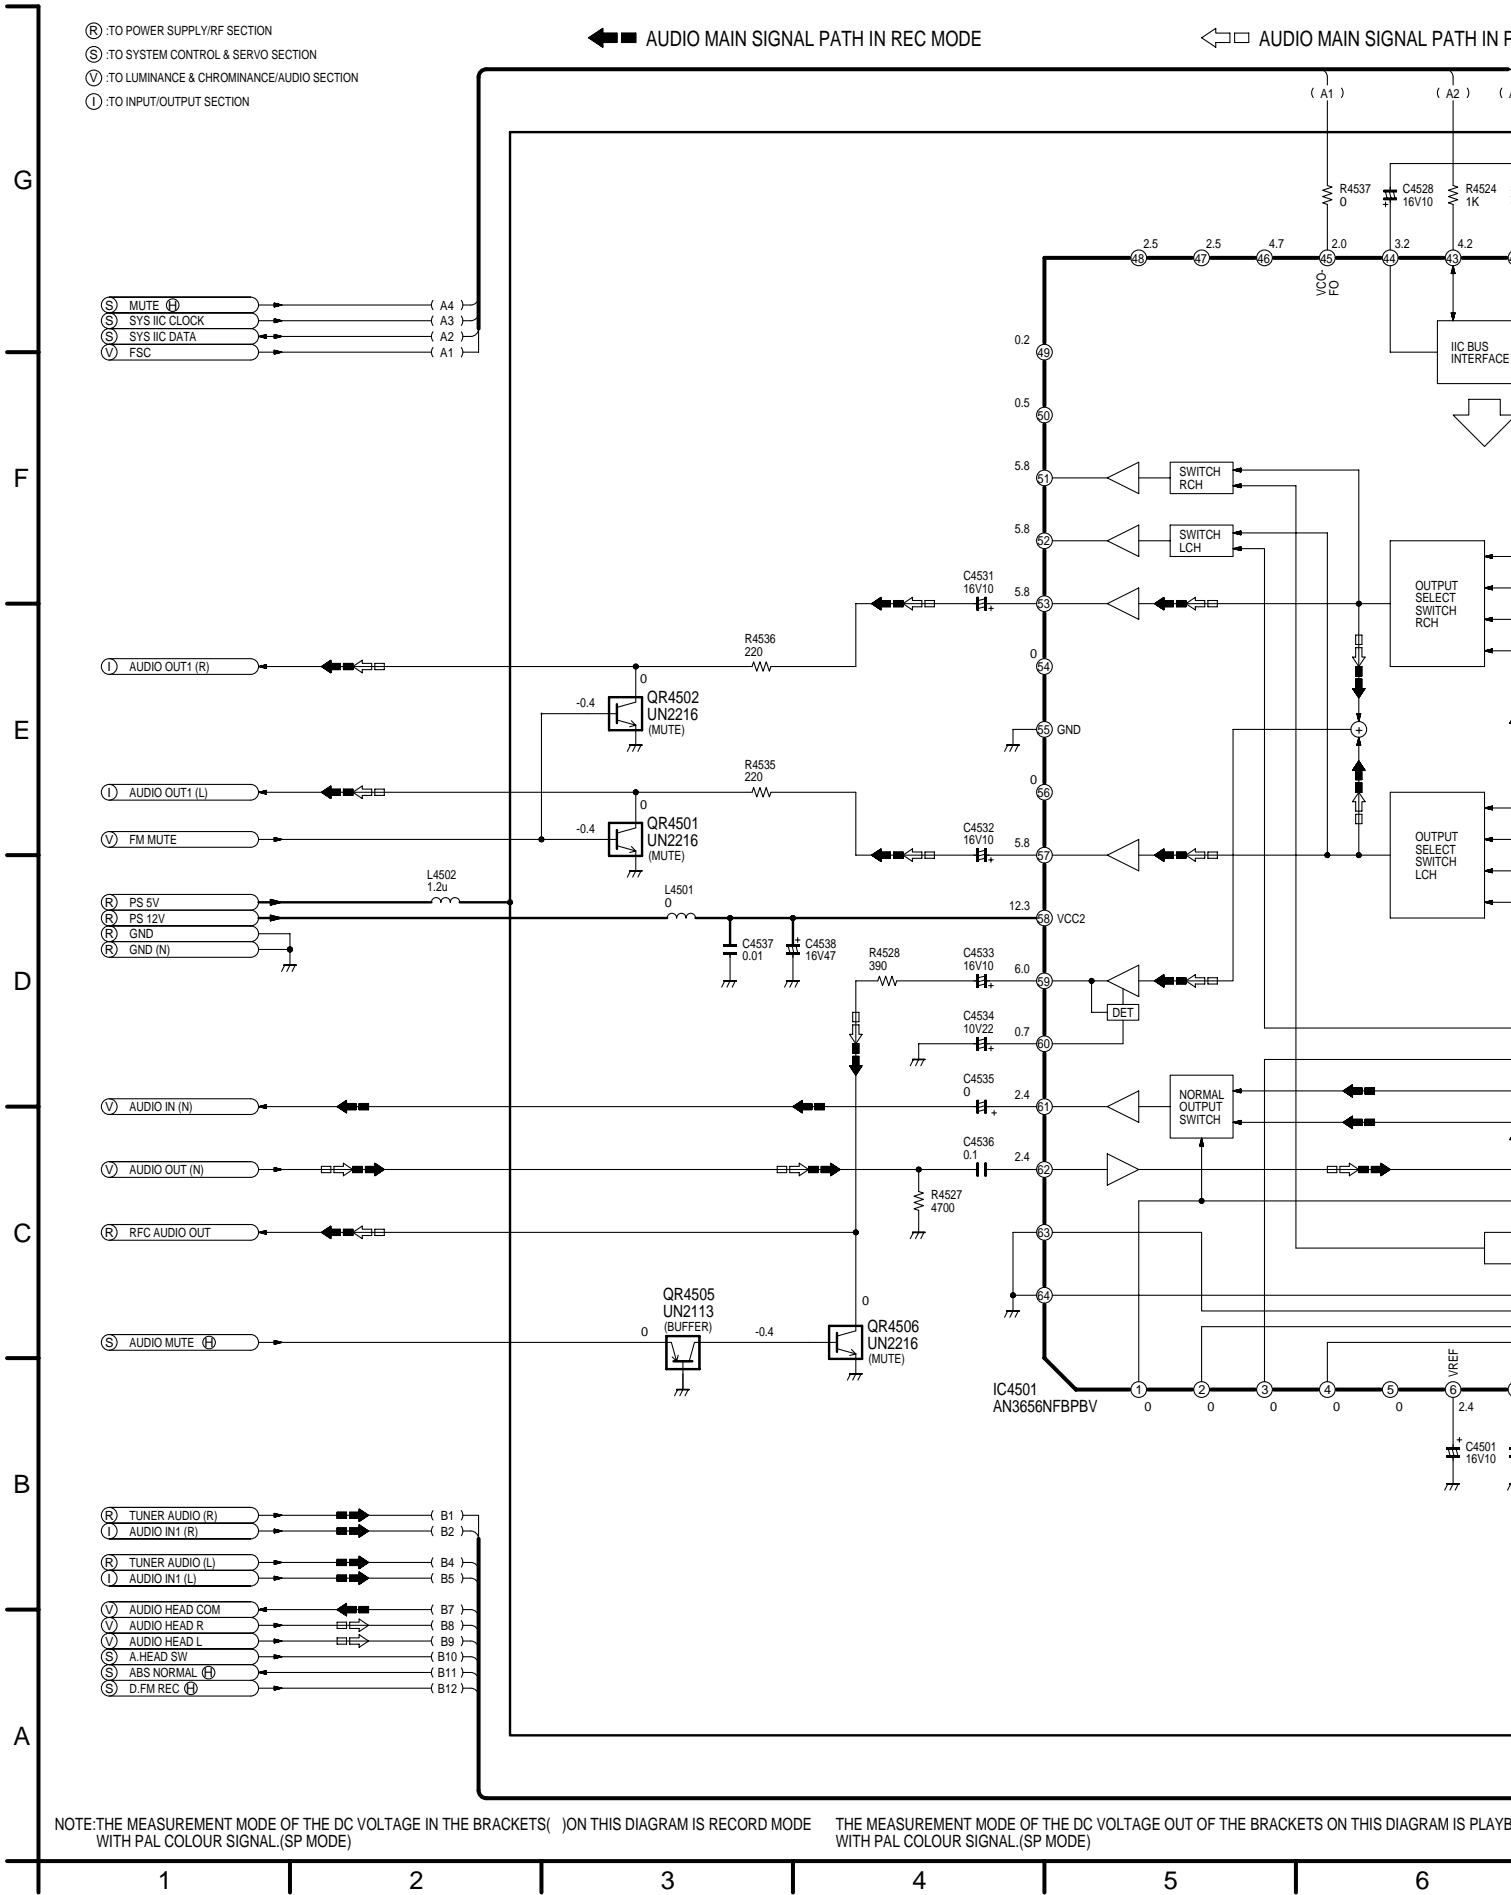 Ⓡ :TO POWER SUPPLY/RF SECTION
Ⓢ :TO SYSTEM CONTROL & SERVO SECTION
Ⓥ :TO LUMINANCE & CHROMINANCE/AUDIO SECTION
Ⓘ :TO INPUT/OUTPUT SECTION
AUDIO MAIN SIGNAL PATH IN REC MODE
AUDIO MAIN SIGNAL PATH IN P
( A1 )
( A2 )
G
R4537
0
C4528
16V10
+
R4524
1K
2.5
2.5
4.7
2.0
3.2
4.2
48
47
46
45
44
43
VCO-
FO
Ⓢ MUTE Ⓗ
( A4 )
Ⓢ SYS IIC CLOCK
( A3 )
Ⓢ SYS IIC DATA
( A2 )
Ⓥ FSC
( A1 )
IIC BUS
INTERFACE
0.2
49
0.5
50
F
5.8
51
SWITCH
RCH
5.8
52
SWITCH
LCH
C4531
16V10
+
5.8
53
OUTPUT
SELECT
SWITCH
RCH
Ⓘ AUDIO OUT1 (R)
R4536
220
0
54
0
-0.4
QR4502
UN2216
(MUTE)
E
55
GND
+
Ⓘ AUDIO OUT1 (L)
R4535
220
0
56
0
Ⓥ FM MUTE
-0.4
QR4501
UN2216
(MUTE)
C4532
16V10
+
5.8
57
OUTPUT
SELECT
SWITCH
LCH
L4502
1.2u
L4501
0
Ⓡ PS 5V
Ⓡ PS 12V
Ⓡ GND
Ⓡ GND (N)
12.3
58
VCC2
C4537
0.01
+
C4538
16V47
D
R4528
390
C4533
16V10
+
6.0
59
DET
C4534
10V22
+
0.7
60
Ⓥ AUDIO IN (N)
C4535
0
+
2.4
61
NORMAL
OUTPUT
SWITCH
Ⓥ AUDIO OUT (N)
C4536
0.1
2.4
62
R4527
4700
C
Ⓡ RFC AUDIO OUT
63
64
QR4505
UN2113
(BUFFER)
0
-0.4
0
QR4506
UN2216
(MUTE)
Ⓢ AUDIO MUTE Ⓗ
IC4501
AN3656NFBPBV
VREF
1
2
3
4
5
6
0
0
0
0
0
2.4
+
C4501
16V10
B
Ⓡ TUNER AUDIO (R)
( B1 )
Ⓘ AUDIO IN1 (R)
( B2 )
Ⓡ TUNER AUDIO (L)
( B4 )
Ⓘ AUDIO IN1 (L)
( B5 )
Ⓥ AUDIO HEAD COM
( B7 )
Ⓥ AUDIO HEAD R
( B8 )
Ⓥ AUDIO HEAD L
( B9 )
Ⓢ A.HEAD SW
( B10 )
Ⓢ ABS NORMAL Ⓗ
( B11 )
Ⓢ D.FM REC Ⓗ
( B12 )
A
NOTE:THE MEASUREMENT MODE OF THE DC VOLTAGE IN THE BRACKETS( )ON THIS DIAGRAM IS RECORD MODE
WITH PAL COLOUR SIGNAL.(SP MODE)
THE MEASUREMENT MODE OF THE DC VOLTAGE OUT OF THE BRACKETS ON THIS DIAGRAM IS PLAYB
WITH PAL COLOUR SIGNAL.(SP MODE)
1
2
3
4
5
6